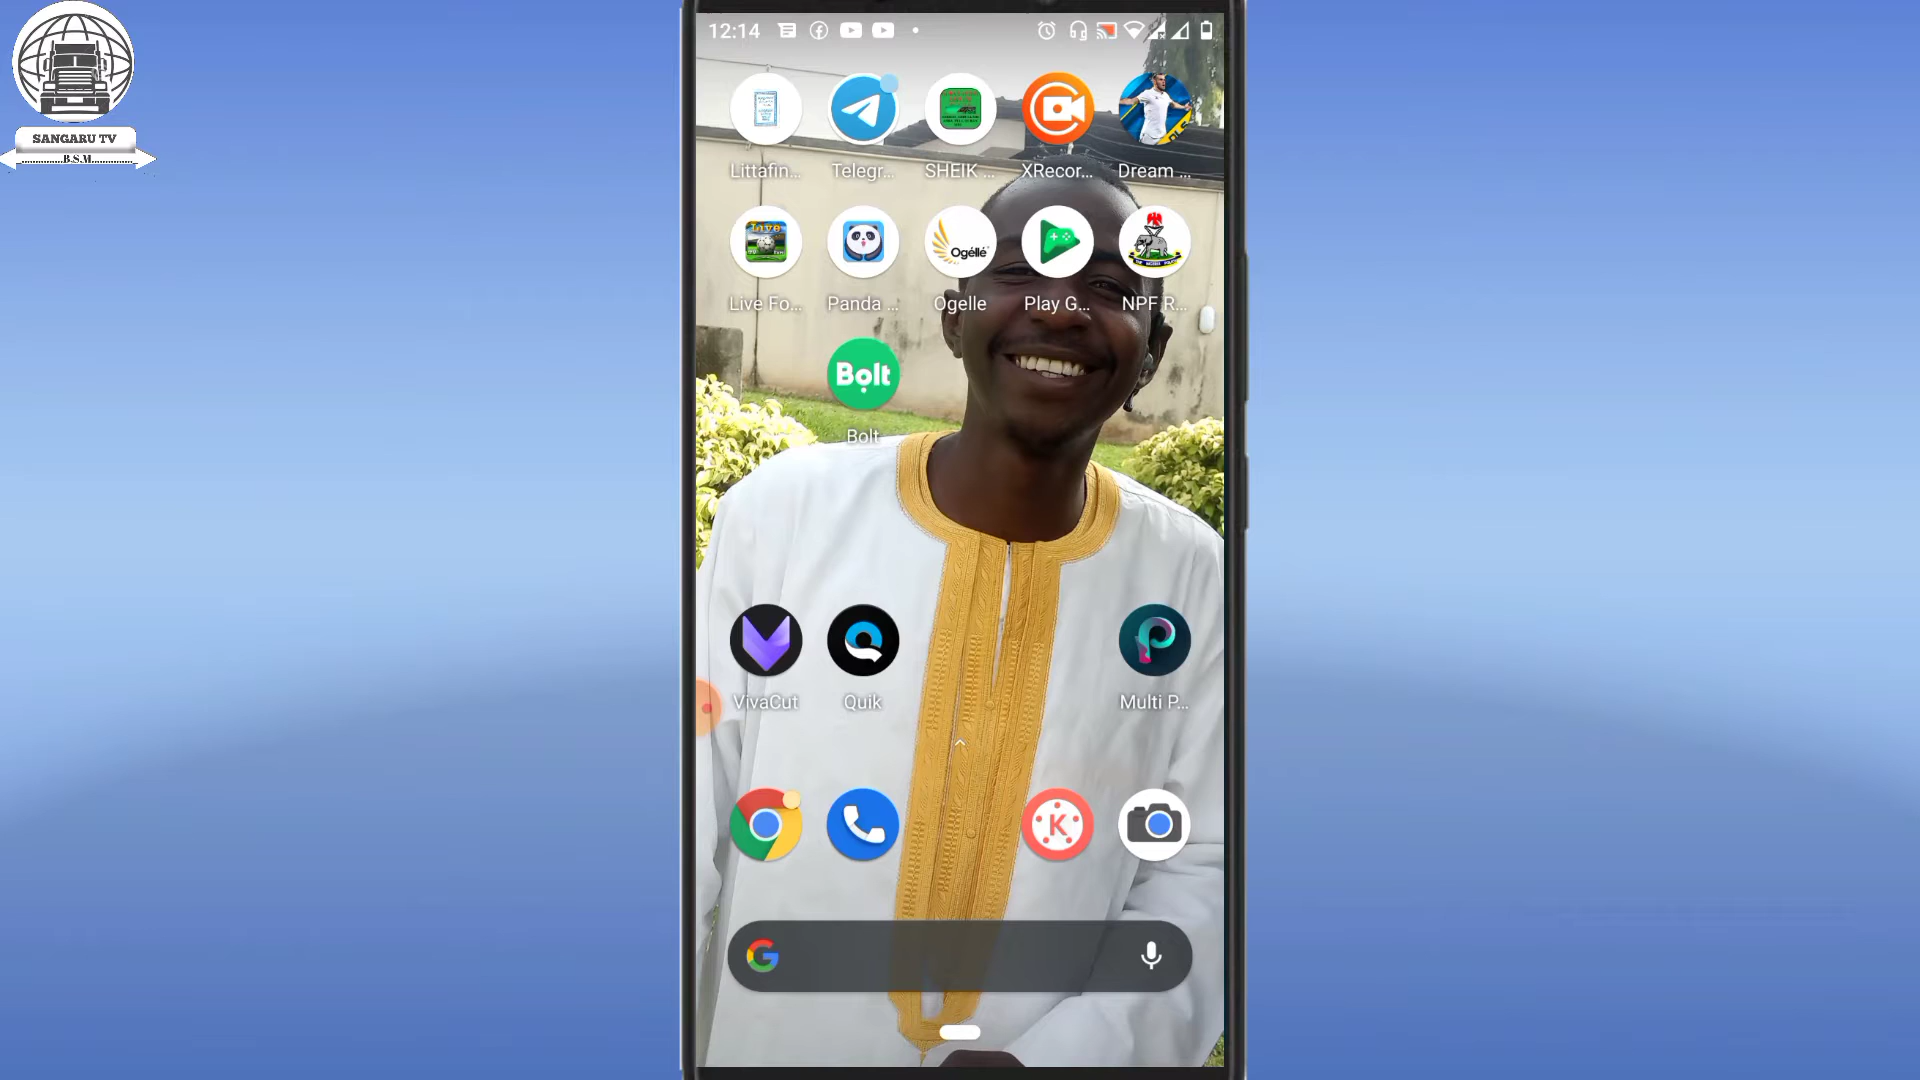 12:14
SANGARU TV
B.S.M
Littafin...
Telegr...
SHEIK ...
XRecor...
Dream ...
DLS
Live
Ogéllé
Live Fo...
Panda ...
Ogelle
Play G...
NPF R...
Bolt
Bolt
VivaCut
Quik
Multi P...
K